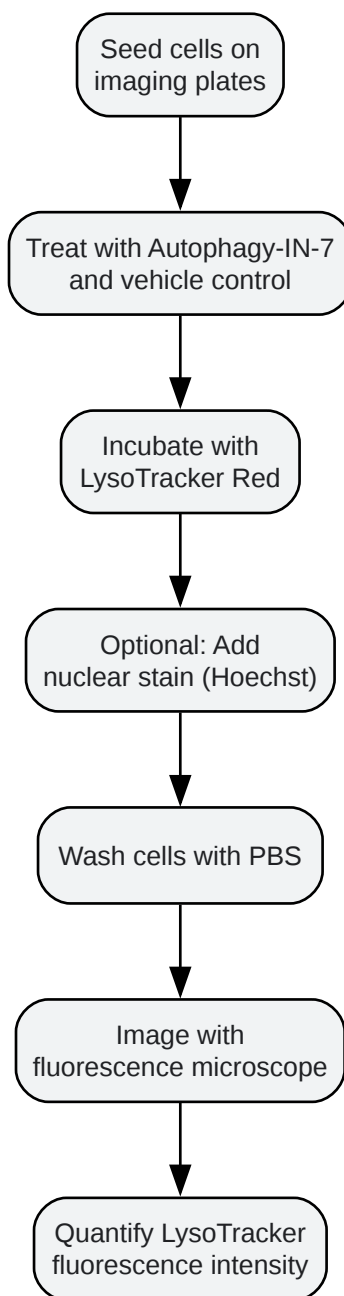 Seed cells on
imaging plates
Treat with Autophagy-IN-7
and vehicle control
Incubate with
LysoTracker Red
Optional: Add
nuclear stain (Hoechst)
Wash cells with PBS
Image with
fluorescence microscope
Quantify LysoTracker
fluorescence intensity